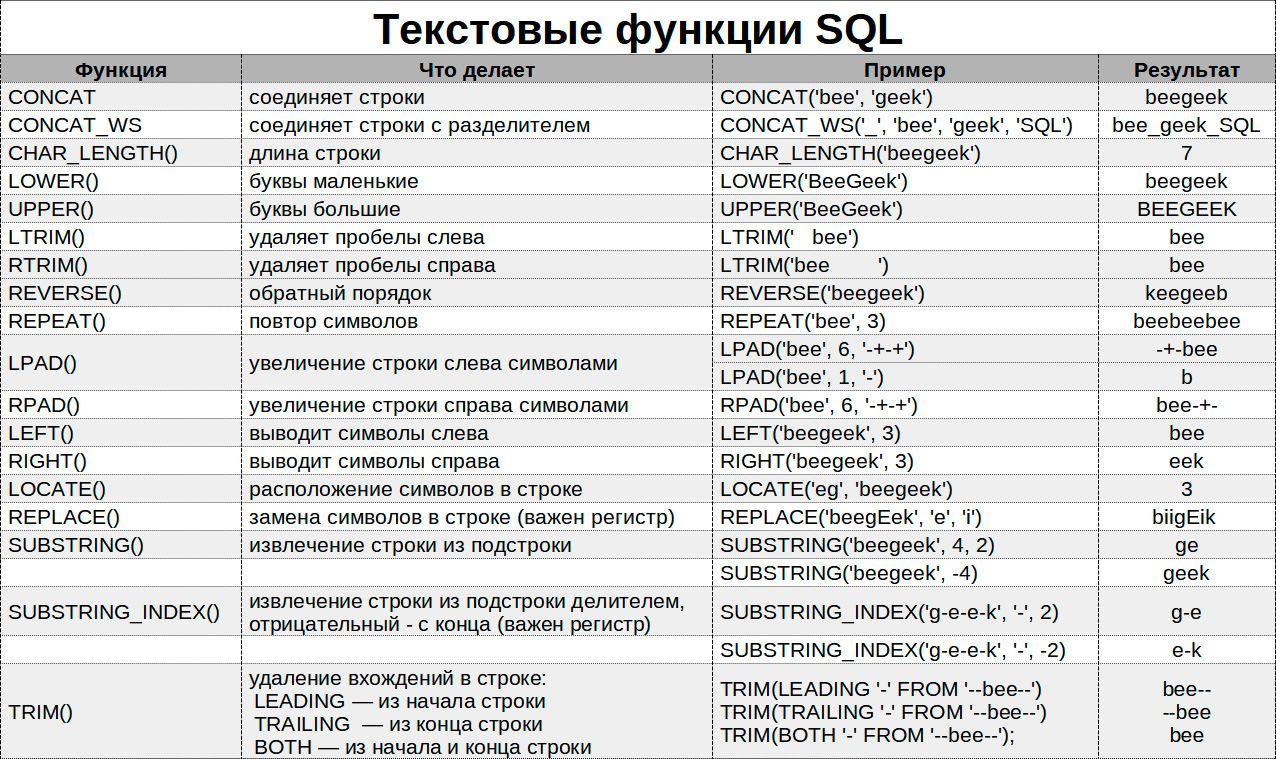 Текстовые функции SQL
Функция Что делает Пример Результат
CONCAT соединяет строки CONCAT('bee', 'geek') beegeek
CONCAT_WS соединяет строки с разделителем CONCAT_WS('_', 'bee', 'geek', 'SQL') bee_geek_SQL
CHAR_LENGTH() длина строки CHAR_LENGTH('beegeek') 7
LOWER() буквы маленькие LOWER('BeeGeek') beegeek
UPPER() буквы большие UPPER('BeeGeek') BEEGEEK
LTRIM() удаляет пробелы слева LTRIM('   bee') bee
RTRIM() удаляет пробелы справа LTRIM('bee        ') bee
REVERSE() обратный порядок REVERSE('beegeek') keegeeb
REPEAT() повтор символов REPEAT('bee', 3) beebeebee
LPAD() увеличение строки слева символами LPAD('bee', 6, '-+-+') -+-bee
LPAD('bee', 1, '-') b
RPAD() увеличение строки справа символами RPAD('bee', 6, '-+-+') bee-+-
LEFT() выводит символы слева LEFT('beegeek', 3) bee
RIGHT() выводит символы справа RIGHT('beegeek', 3) eek
LOCATE() расположение символов в строке LOCATE('eg', 'beegeek') 3
REPLACE() замена символов в строке (важен регистр) REPLACE('beegEek', 'e', 'i') biigEik
SUBSTRING() извлечение строки из подстроки SUBSTRING('beegeek', 4, 2) ge
SUBSTRING('beegeek', -4) geek
SUBSTRING_INDEX() извлечение строки из подстроки делителем,
отрицательный - с конца (важен регистр) SUBSTRING_INDEX('g-e-e-k', '-', 2) g-e
SUBSTRING_INDEX('g-e-e-k', '-', -2) e-k
TRIM() удаление вхождений в строке:
LEADING — из начала строки TRIM(LEADING '-' FROM '--bee--') bee--
TRAILING  — из конца строки TRIM(TRAILING '-' FROM '--bee--') --bee
BOTH — из начала и конца строки TRIM(BOTH '-' FROM '--bee--'); bee